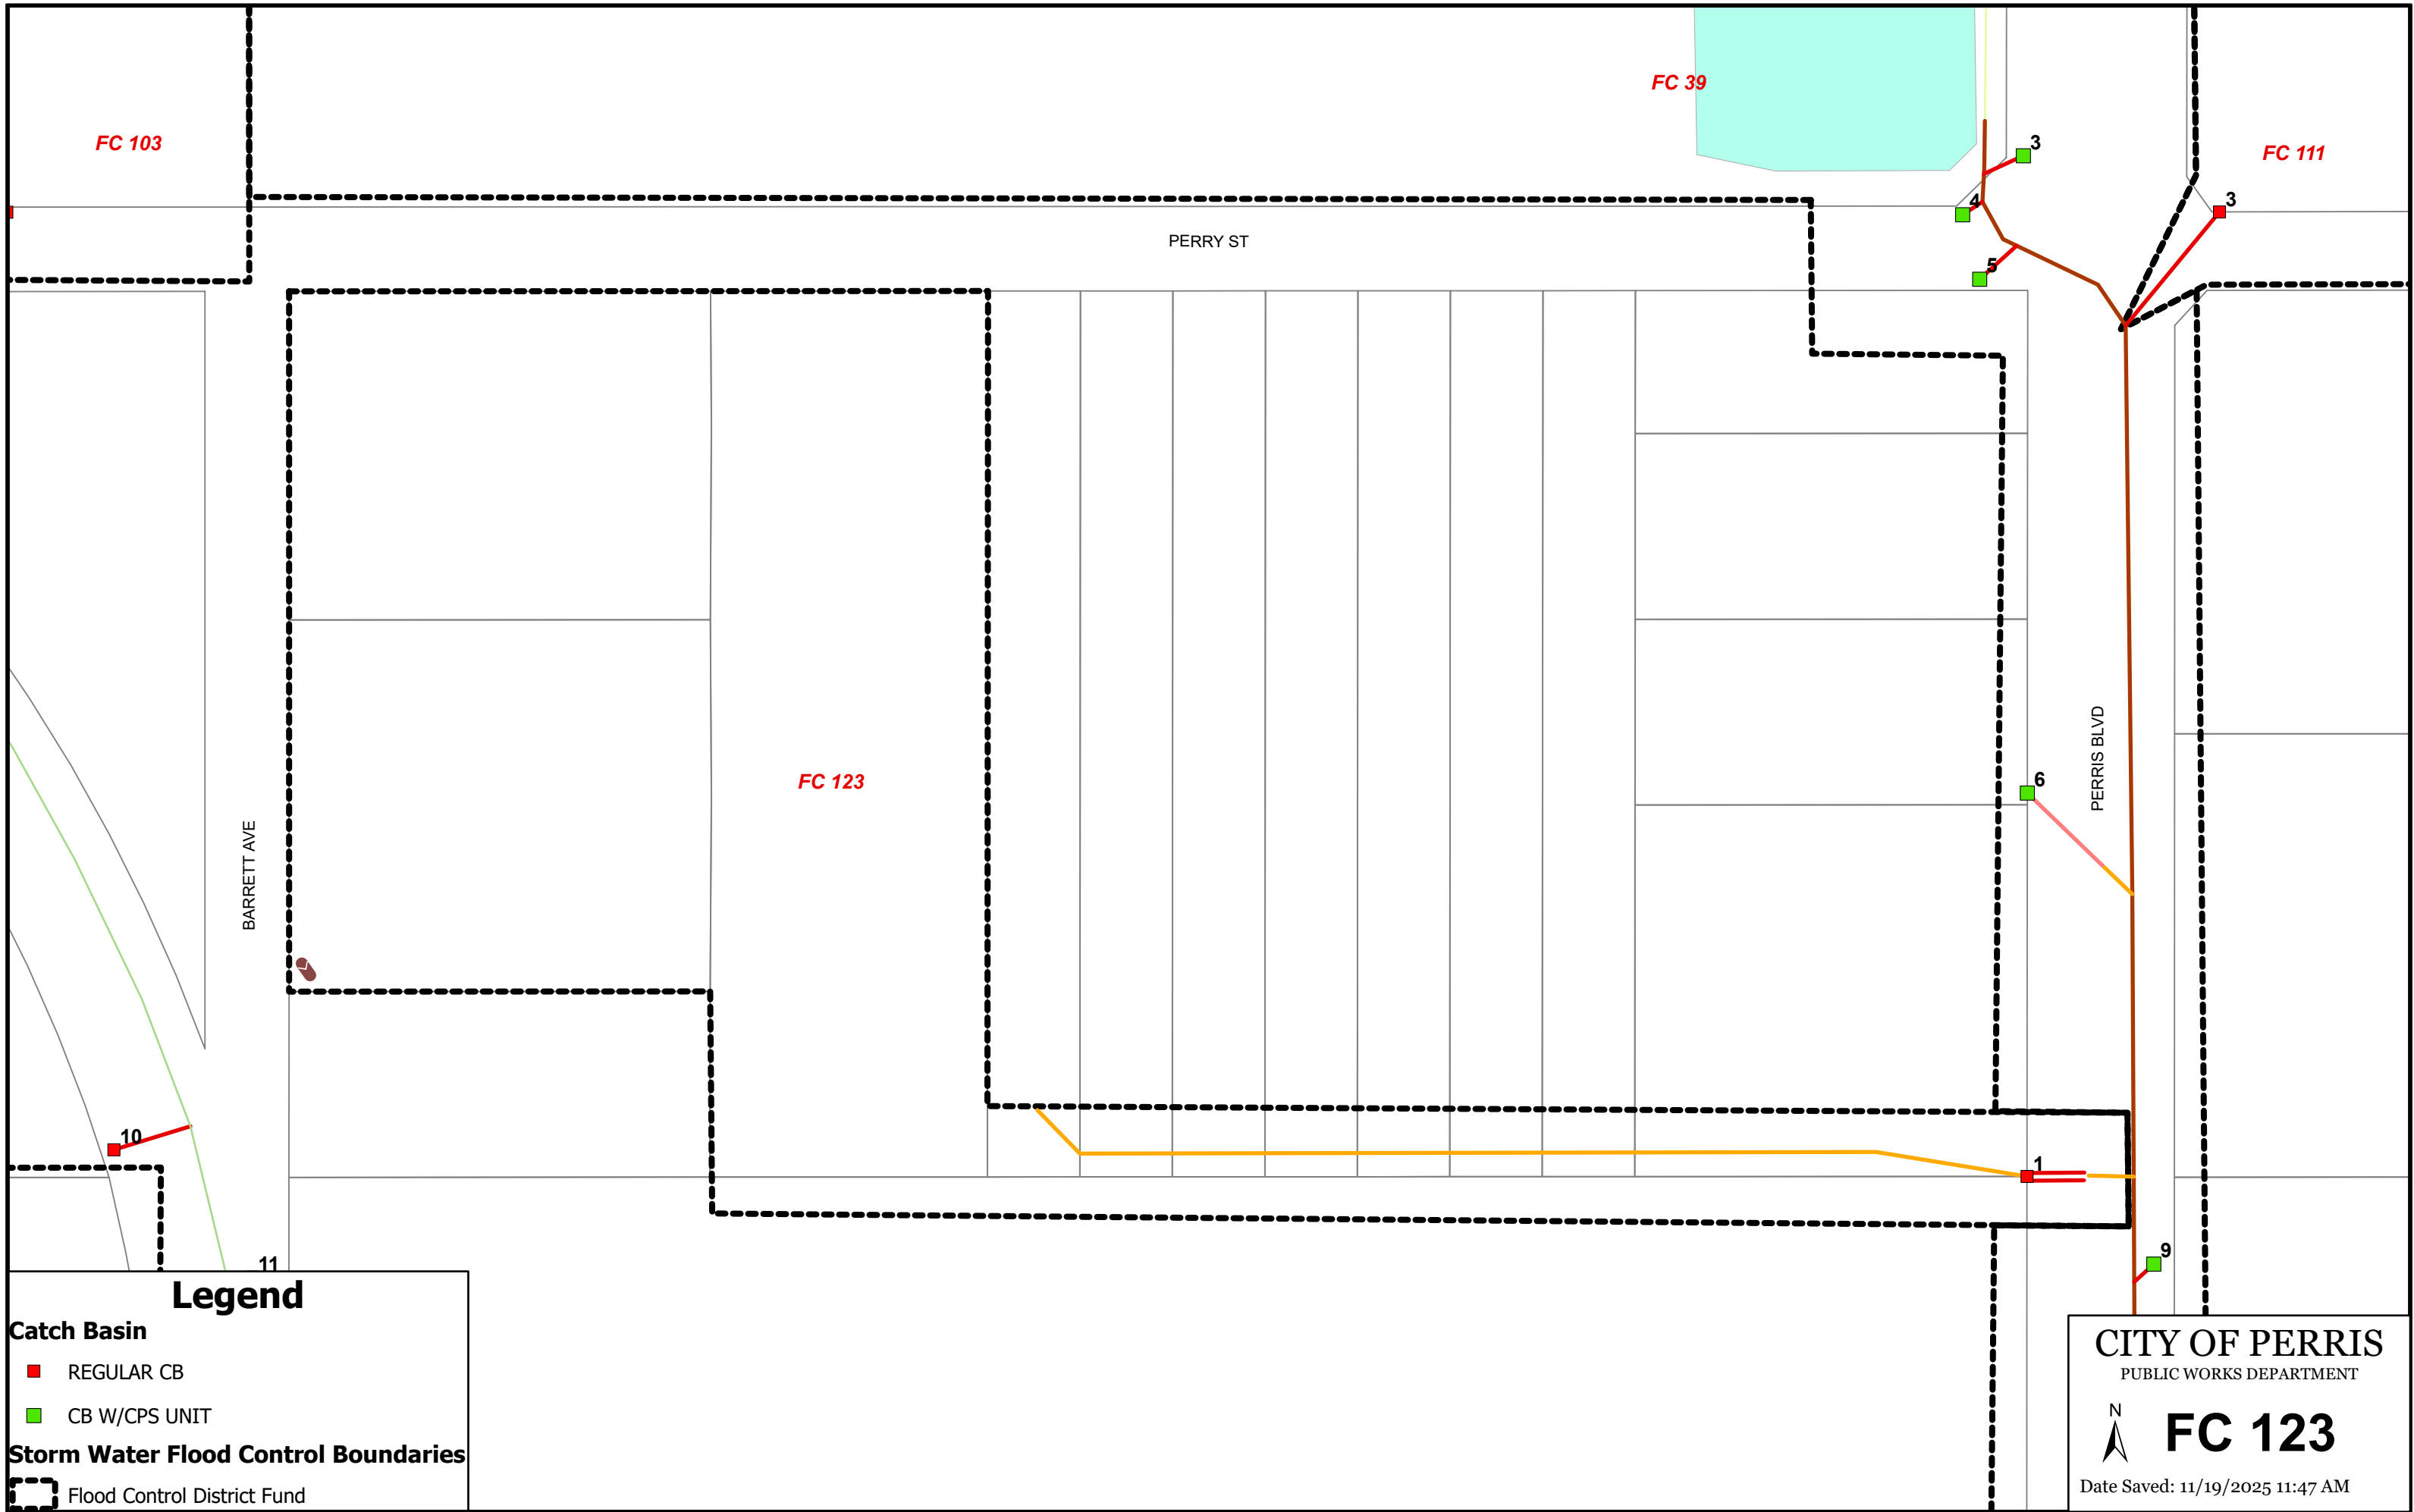 FC 39
FC 103
3
FC 111
4
3
PERRY ST
5
FC 123
6
PERRIS BLVD
BARRETT AVE
10
1
11
9
Legend
Catch Basin
REGULAR CB
CB W/CPS UNIT
Storm Water Flood Control Boundaries
Flood Control District Fund
CITY OF PERRIS
PUBLIC WORKS DEPARTMENT
N
FC 123
Date Saved: 11/19/2025 11:47 AM